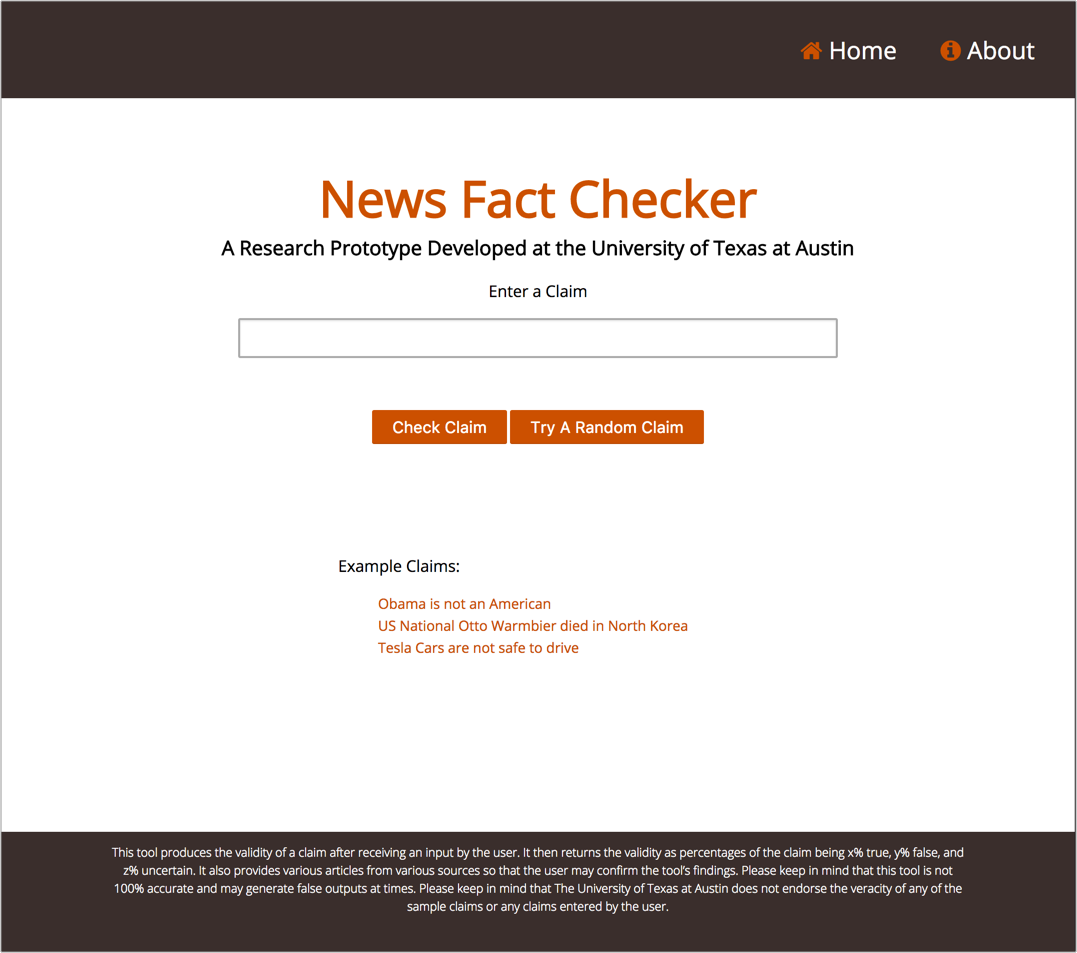 Home About
News Fact Checker
A Research Prototype Developed at the University of Texas at Austin
Enter a Claim
Check Claim Try A Random Claim
Example Claims:
Obama is not an American
US National Otto Warmbier died in North Korea
Tesla Cars are not safe to drive
This tool produces the validity of a claim after receiving an input by the user. It then returns the validity as percentages of the claim being x% true, y% false, and
z% uncertain. It also provides various articles from various sources so that the user may confirm the tool's findings. Please keep in mind that this tool is not
100% accurate and may generate false outputs at times. Please keep in mind that The University of Texas at Austin does not endorse the veracity of any of the
sample claims or any claims entered by the user.